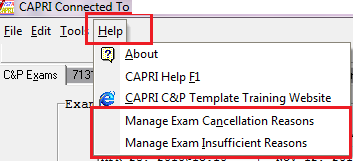 CAPRI Connected To
File Edit Tools Help
About
C&P Exams 713
CAPRI Help F1
CAPRI C&P Template Training Website
Manage Exam Cancellation Reasons
Manage Exam Insufficient Reasons